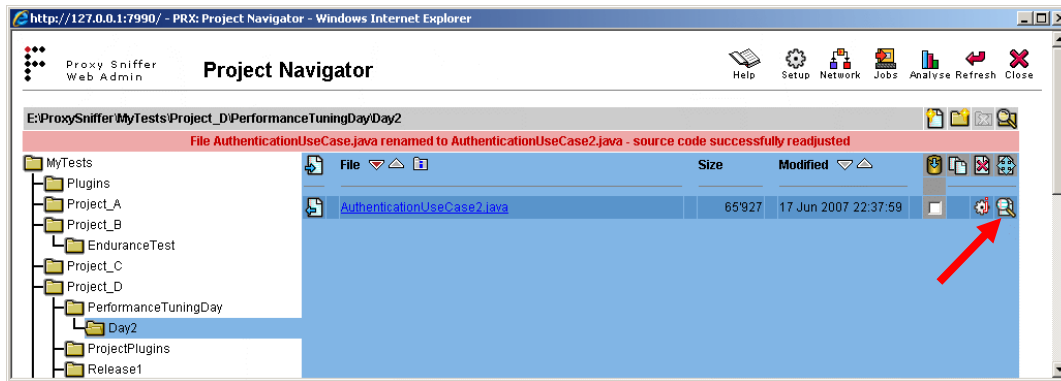 http://127.0.0.1:7990/ - PRX: Project Navigator - Windows Internet Explorer
Proxy Sniffer
Web Admin
Project Navigator
Help Setup Network Jobs Analyse Refresh Close
E:\ProxySniffer\MyTests\Project_D\PerformanceTuningDay\Day2
File AuthenticationUseCase.java renamed to AuthenticationUseCase2.java - source code successfully readjusted
MyTests
File Size Modified
Plugins
Project_A
AuthenticationUseCase2.java 65'927 17 Jun 2007 22:37:59
Project_B
EnduranceTest
Project_C
Project_D
PerformanceTuningDay
Day2
ProjectPlugins
Release1